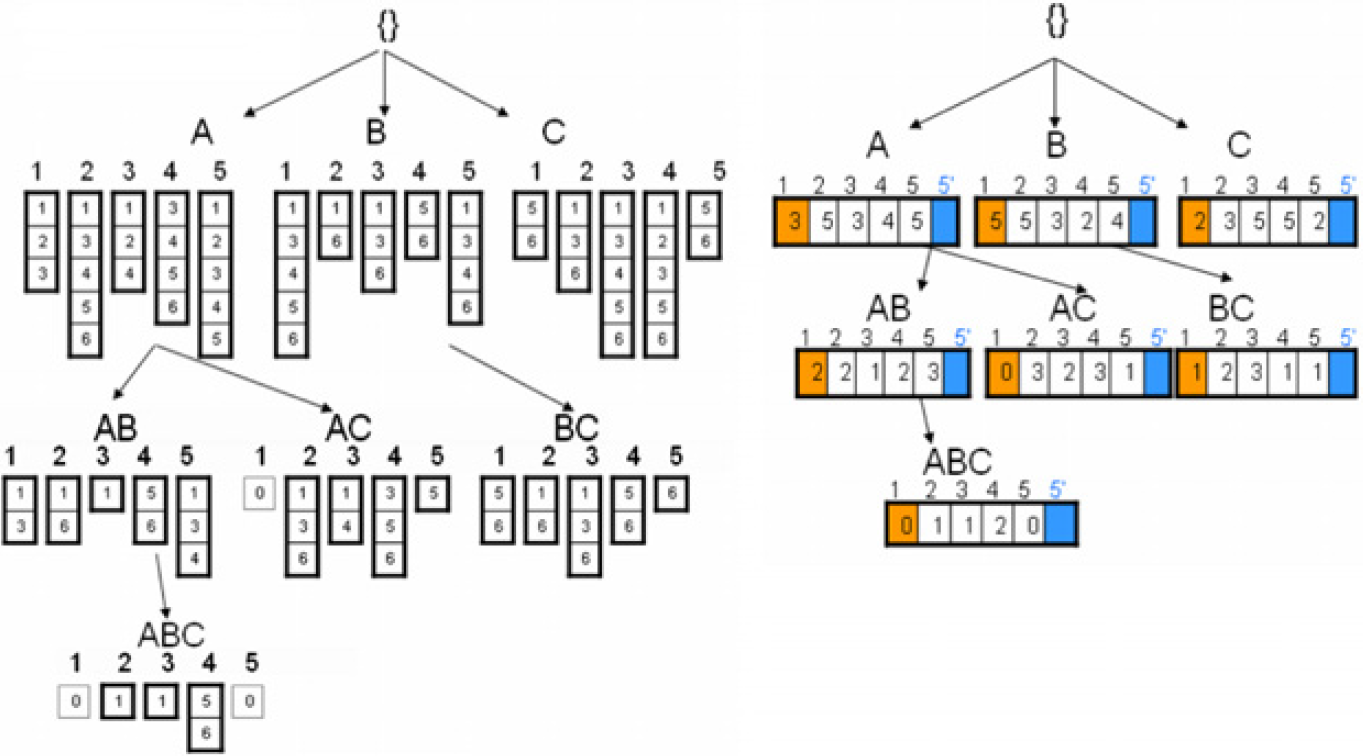 {}
A B C
1 2 3 4 5 1 2 3 4 5 1 2 3 4 5
1 1 1 3 1 1 1 1 5 1 5 1 1 1 5
2 3 2 4 2 3 6 3 6 3 6 3 3 2 6
3 4 4 5 3 4 6 4 6 4 3
5 6 4 5 6 5 5
6 5 6 6 6
AB AC BC
1 2 3 4 5 1 2 3 4 5 1 2 3 4 5
1 1 1 5 1 0 1 1 3 5 5 1 1 5 6
3 6 6 3 3 4 5 6 6 3 6
4 6 6 6
ABC
1 2 3 4 5
0 1 1 5 0
6
{}
A B C
1 2 3 4 5 5' 1 2 3 4 5 5' 1 2 3 4 5 5'
3 5 3 4 5 5 5 3 2 4 2 3 5 5 2
AB AC BC
1 2 3 4 5 5' 1 2 3 4 5 5' 1 2 3 4 5 5'
2 2 1 2 3 0 3 2 3 1 1 2 3 1 1
ABC
1 2 3 4 5 5'
0 1 1 2 0